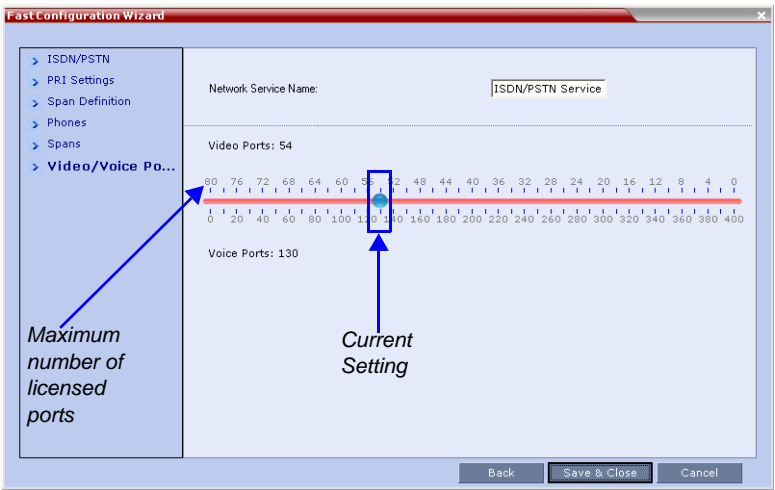 Fast Configuration Wizard
ISDN/PSTN
PRI Settings
Span Definition
Phones
Spans
Video/Voice Po...
Network Service Name: ISDN/PSTN Service
Video Ports: 54
80 76 72 68 64 60 56 52 48 44 40 36 32 28 24 20 16 12 8 4 0
0 20 40 60 80 100 120 140 160 180 200 220 240 260 280 300 320 340 360 380 400
Voice Ports: 130
Maximum
number of
licensed
ports
Current
Setting
Back Save & Close Cancel